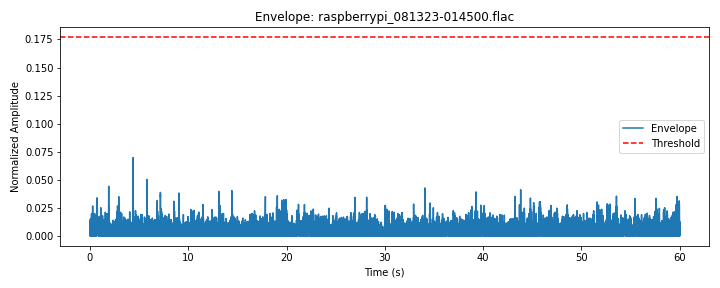 Envelope: raspberrypi_081323-014500.flac
Normalized Amplitude
0.175
0.150
0.125
0.100
0.075
0.050
0.025
0.000
Envelope
Threshold
0 10 20 30 40 50 60
Time (s)